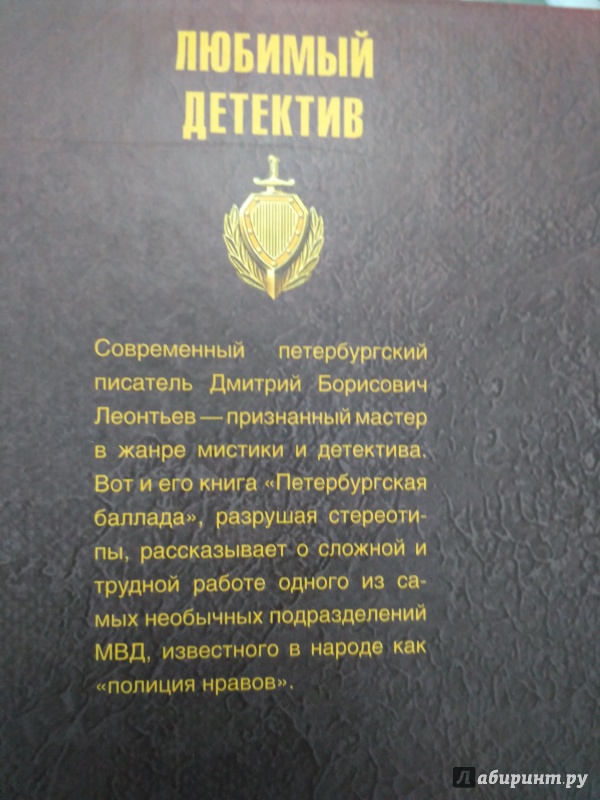 ЛЮБИМЫЙ
ДЕТЕКТИВ
Современный петербургский
писатель Дмитрий Борисович
Леонтьев — признанный мастер
в жанре мистики и детектива.
Вот и его книга «Петербургская
баллада», разрушая стереоти-
пы, рассказывает о сложной и
трудной работе одного из са-
мых необычных подразделений
МВД, известного в народе как
«полиция нравов».
Лабиринт.ру